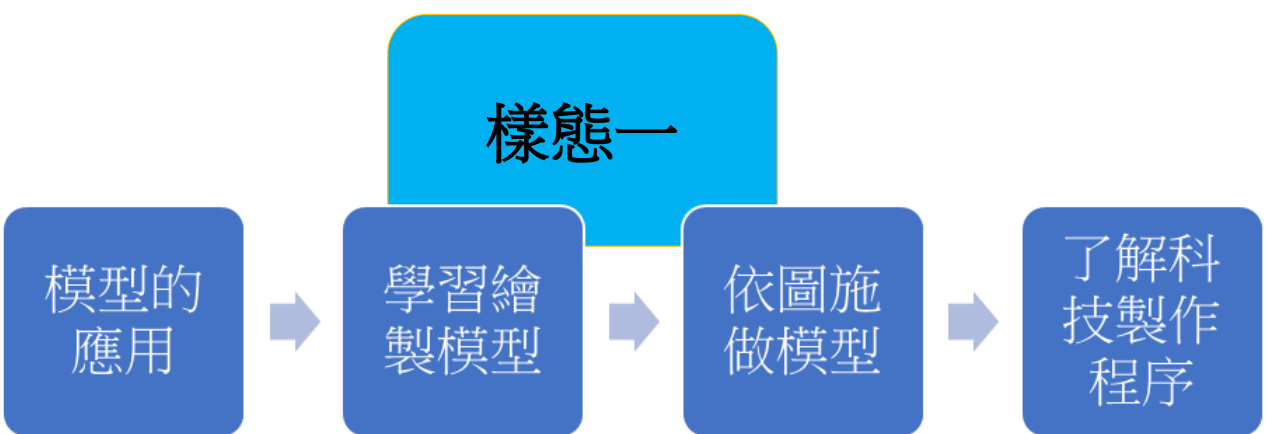 樣態一
模型的
應用
學習繪
製模型
依圖施
做模型
了解科
技製作
程序